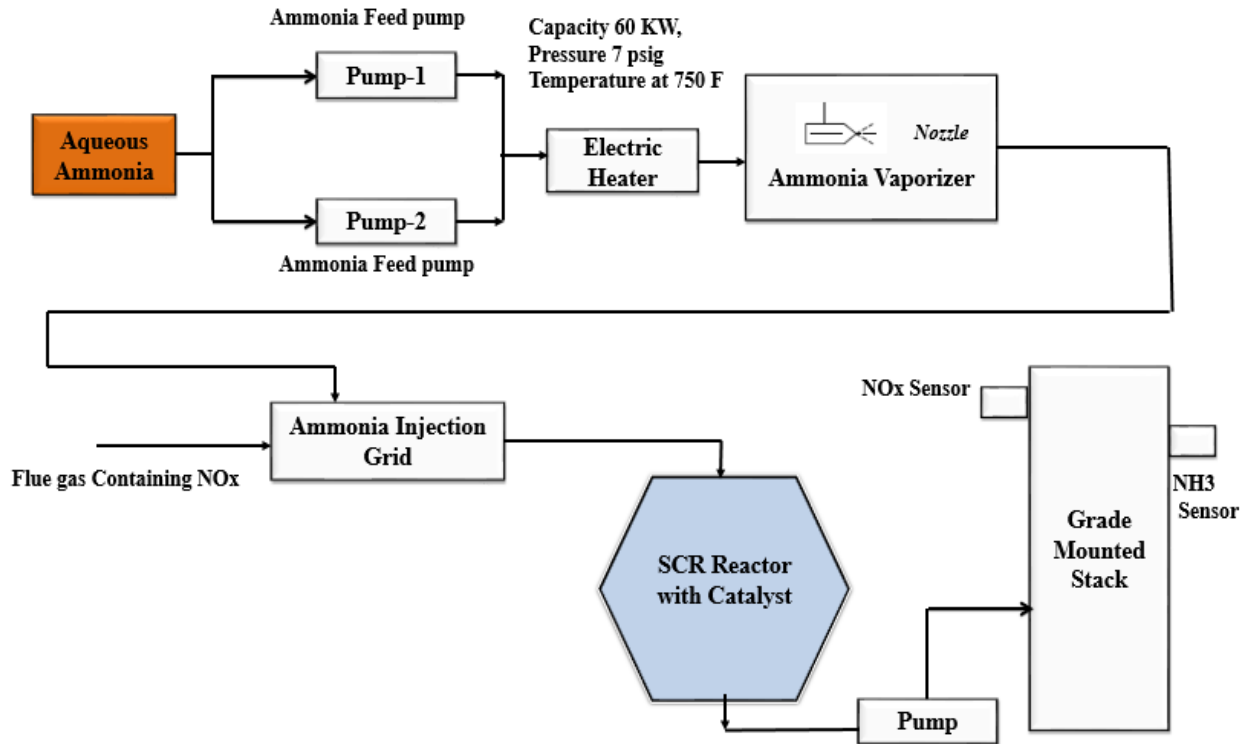 Ammonia Feed pump
Pump-1
Capacity 60 KW,
Pressure 7 psig
Temperature at 750 F
Aqueous
Ammonia
Electric
Heater
Nozzle
Ammonia Vaporizer
Pump-2
Ammonia Feed pump
NOx Sensor
Ammonia Injection
Grid
Flue gas Containing NOx
NH3
Sensor
SCR Reactor
with Catalyst
Grade
Mounted
Stack
Pump